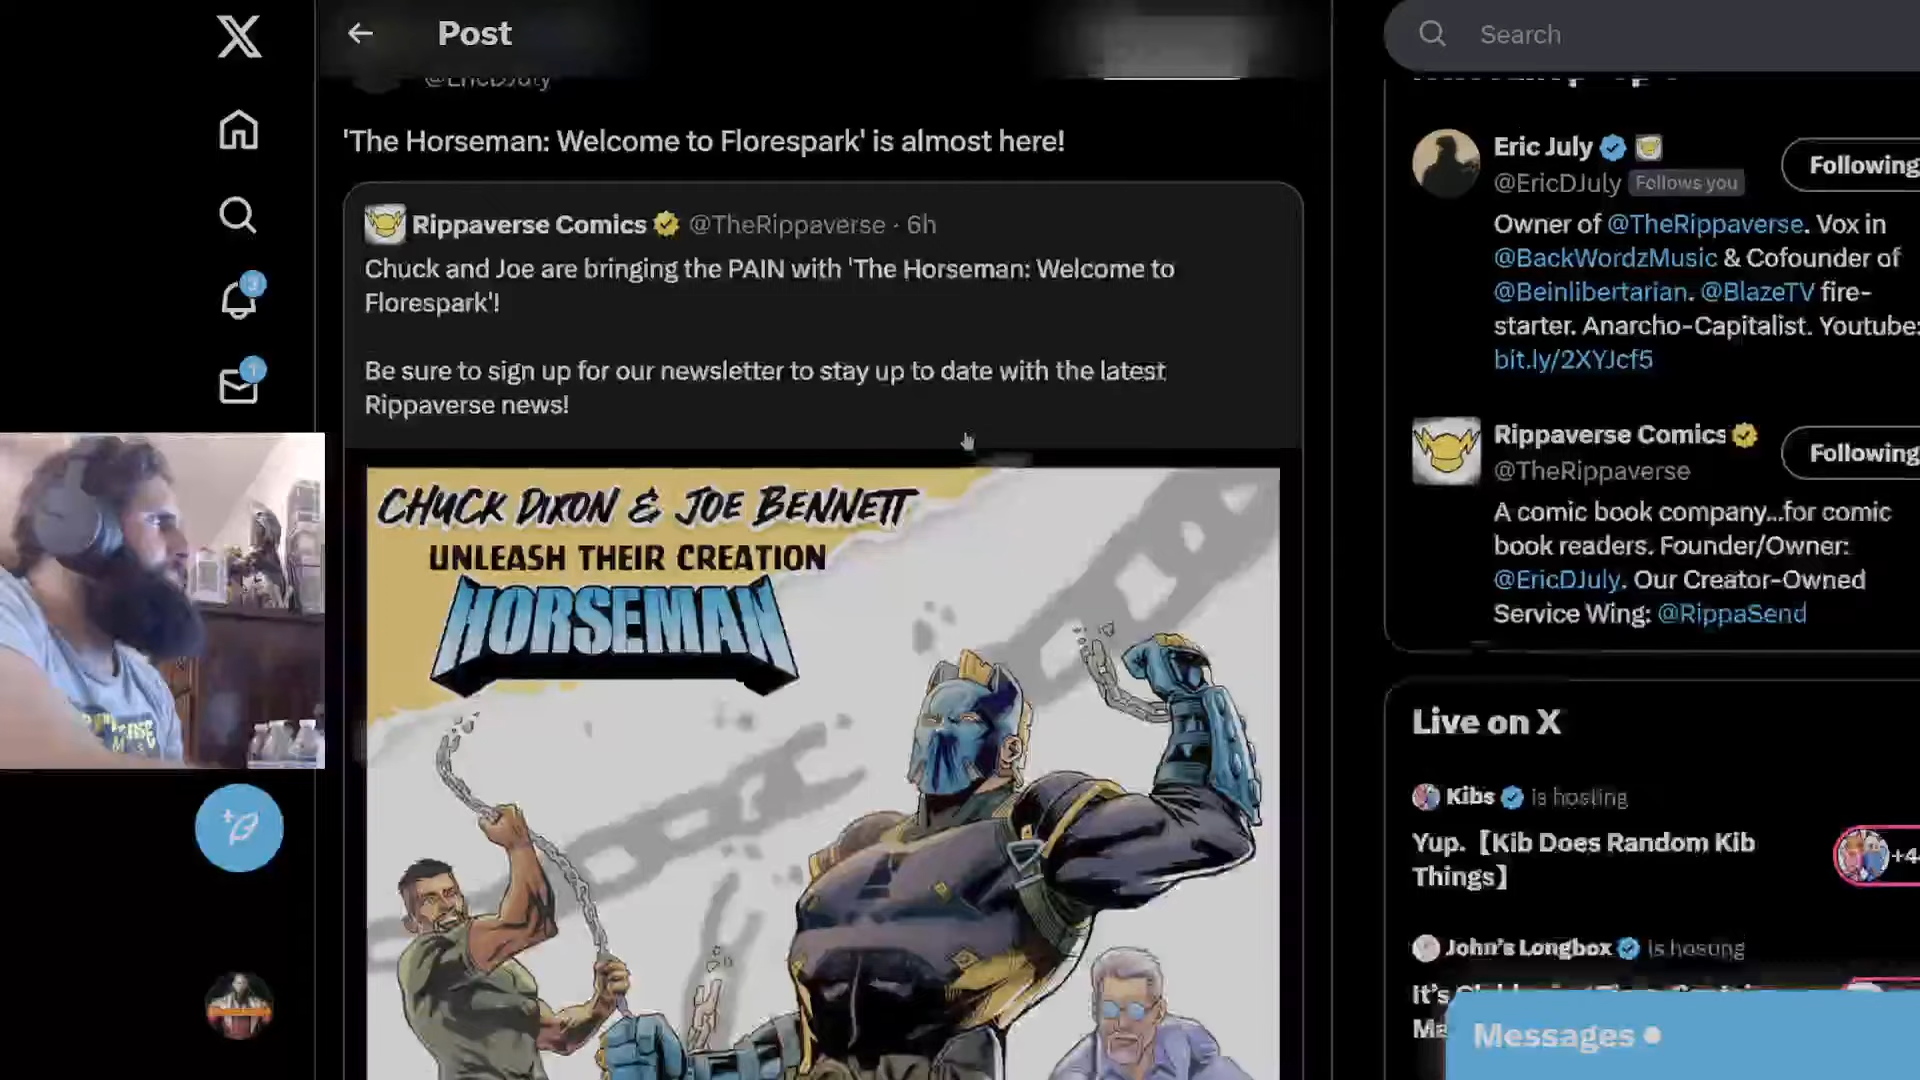 Post
Search
@EricDJuly
'The Horseman: Welcome to Florespark' is almost here!
Rippaverse Comics @TheRippaverse · 6h
Chuck and Joe are bringing the PAIN with 'The Horseman: Welcome to
Florespark'!
Be sure to sign up for our newsletter to stay up to date with the latest
Rippaverse news!
CHUCK DIXON & JOE BENNETT
UNLEASH THEIR CREATION
HORSEMAN
3
1
Eric July
@EricDJuly Follows you
Following
Owner of @TheRippaverse. Vox in
@BackWordzMusic & Cofounder of
@Beinlibertarian. @BlazeTV fire-
starter. Anarcho-Capitalist. Youtube:
bit.ly/2XYJcf5
Rippaverse Comics
@TheRippaverse
Following
A comic book company...for comic
book readers. Founder/Owner:
@EricDJuly. Our Creator-Owned
Service Wing: @RippaSend
Live on X
Kibs is hosting
Yup.【Kib Does Random Kib
Things】
+4
John's Longbox is hosting
It's
Messages